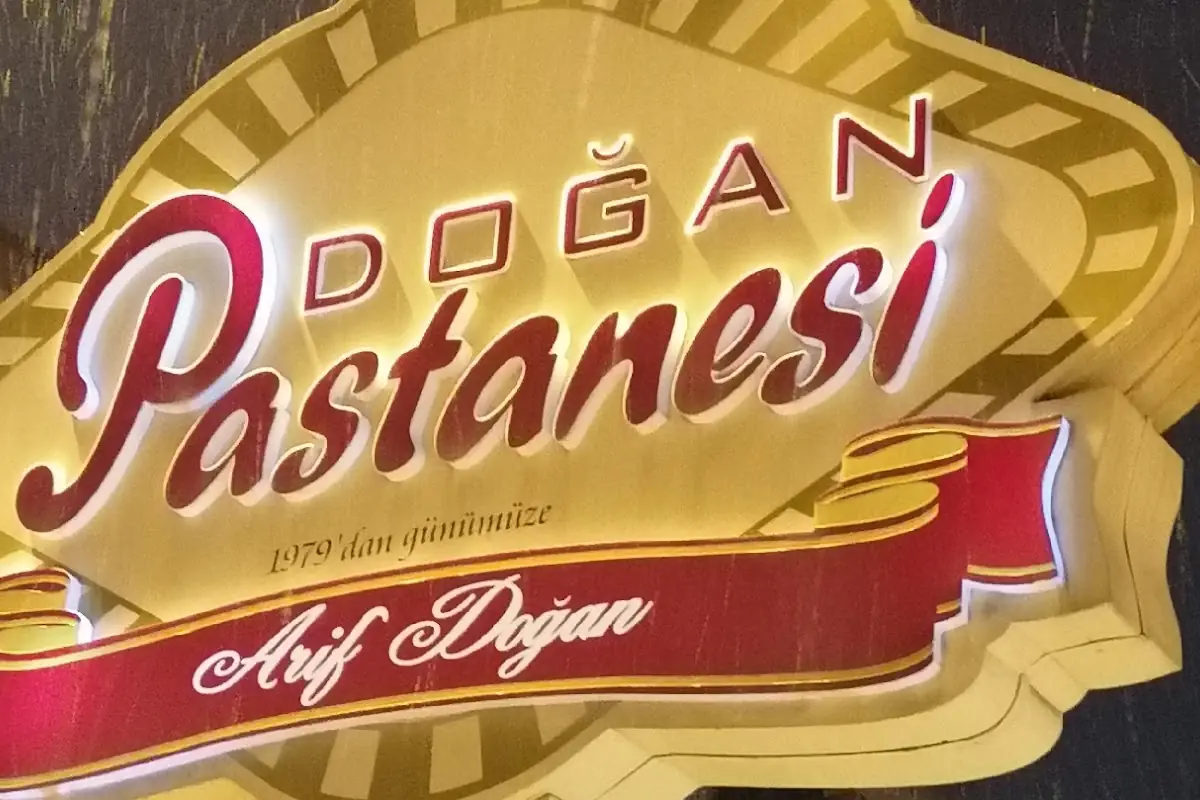 DOĞAN
Pastanesi
1979'dan günümüze
Arif Doğan